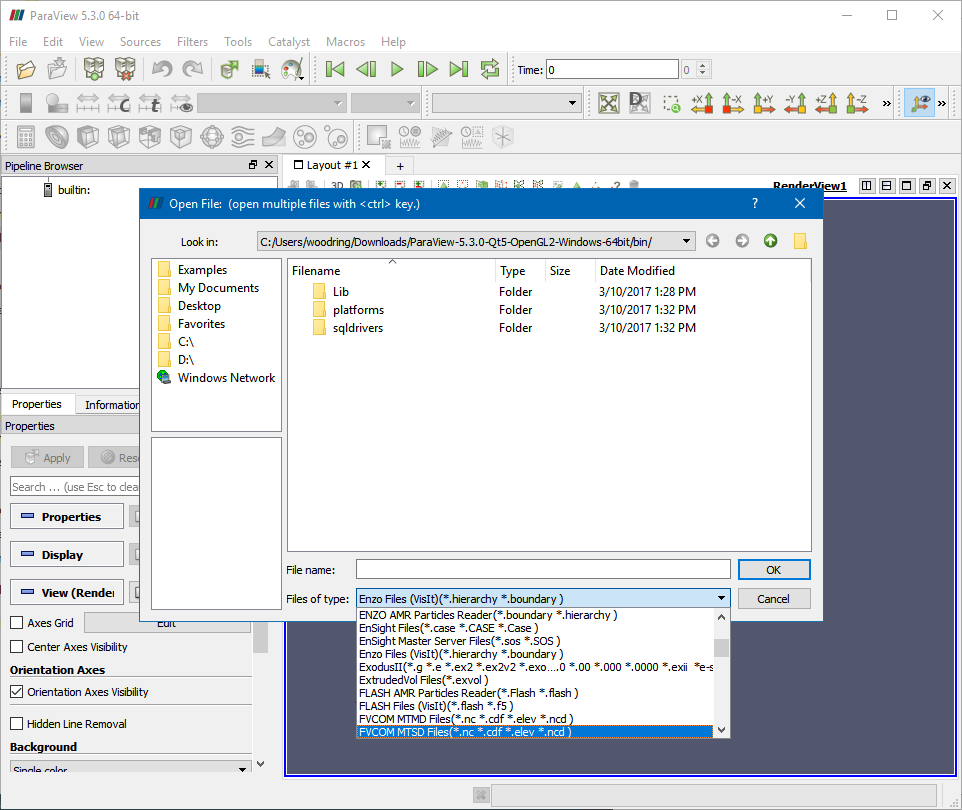 ParaView 5.3.0 64-bit
File Edit View Sources Filters Tools Catalyst Macros Help
Time: 0 0
Pipeline Browser
Layout #1
+
builtin:
3D
RenderView1
Open File: (open multiple files with <ctrl> key.)
?
Look in: C:/Users/woodring/Downloads/ParaView-5.3.0-Qt5-OpenGL2-Windows-64bit/bin/
Examples
My Documents
Desktop
Favorites
C:\
D:\
Windows Network
Filename Type Size Date Modified
Lib Folder 3/10/2017 1:28 PM
platforms Folder 3/10/2017 1:32 PM
sqldrivers Folder 3/10/2017 1:32 PM
Properties Information
Properties
Apply Rese
Search ... (use Esc to clea
Properties
Display
View (Render
Axes Grid Edit
Center Axes Visibility
Orientation Axes
Orientation Axes Visibility
Hidden Line Removal
Background
Single color
File name:
OK
Files of type: Enzo Files (VisIt)(*.hierarchy *.boundary )
Cancel
ENZO AMR Particles Reader(*.boundary *.hierarchy )
EnSight Files(*.case *.CASE *.Case )
EnSight Master Server Files(*.sos *.SOS )
Enzo Files (VisIt)(*.hierarchy *.boundary )
ExodusII(*.g *.e *.ex2 *.ex2v2 *.exo....0 *.00 *.000 *.0000 *.exii *e-s
ExtrudedVol Files(*.exvol )
FLASH AMR Particles Reader(*.Flash *.flash )
FLASH Files (VisIt)(*.flash *.f5 )
FVCOM MTMD Files(*.nc *.cdf *.elev *.ncd )
FVCOM MTSD Files(*.nc *.cdf *.elev *.ncd )